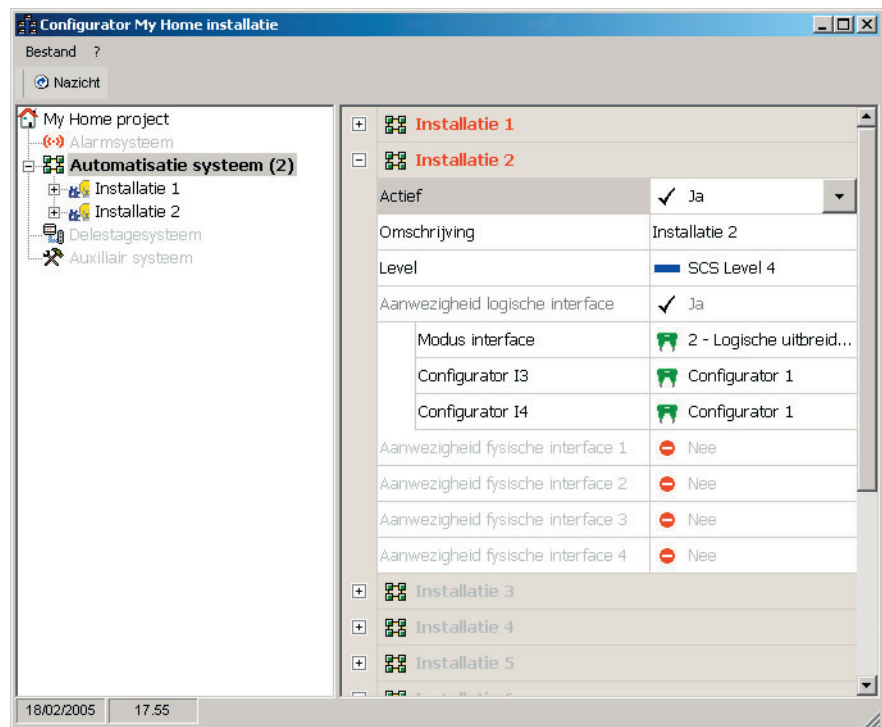 Configurator My Home installatie
Bestand ?
Nazicht
My Home project
Alarmsysteem
Automatisatie systeem (2)
Installatie 1
Installatie 2
Delestagesysteem
Auxiliair systeem
Installatie 1
Installatie 2
Actief Ja
Omschrijving Installatie 2
Level SCS Level 4
Aanwezigheid logische interface Ja
Modus interface 2 - Logische uitbreid...
Configurator I3 Configurator 1
Configurator I4 Configurator 1
Aanwezigheid fysische interface 1 Nee
Aanwezigheid fysische interface 2 Nee
Aanwezigheid fysische interface 3 Nee
Aanwezigheid fysische interface 4 Nee
Installatie 3
Installatie 4
Installatie 5
18/02/2005 17.55